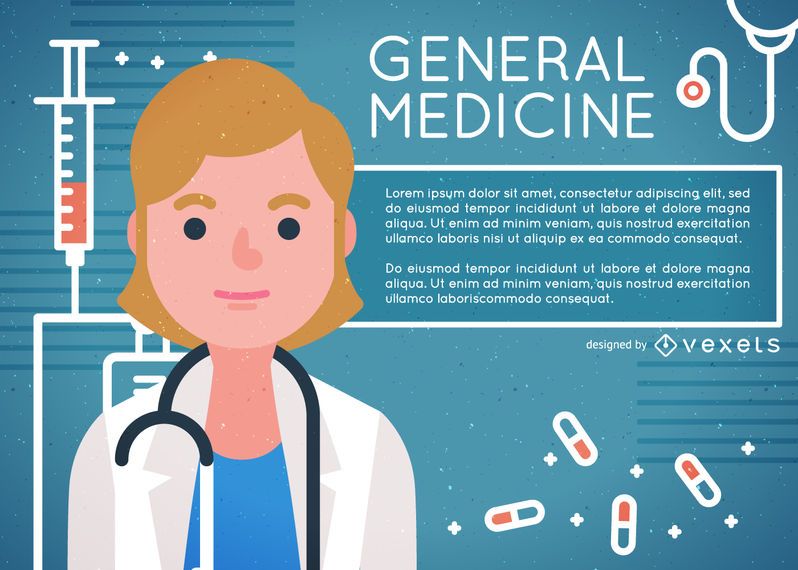 GENERAL
MEDICINE
Lorem ipsum dolor sit amet, consectetur adipiscing elit, sed
do eiusmod tempor incididunt ut labore et dolore magna
aliqua. Ut enim ad minim veniam, quis nostrud exercitation
ullamco laboris nisi ut aliquip ex ea commodo consequat.
Do eiusmod tempor incididunt ut labore et dolore magna
aliqua. Ut enim ad minim veniam, quis nostrud exercitation
ullamco laboriscommodo consequat.
designed by vexels